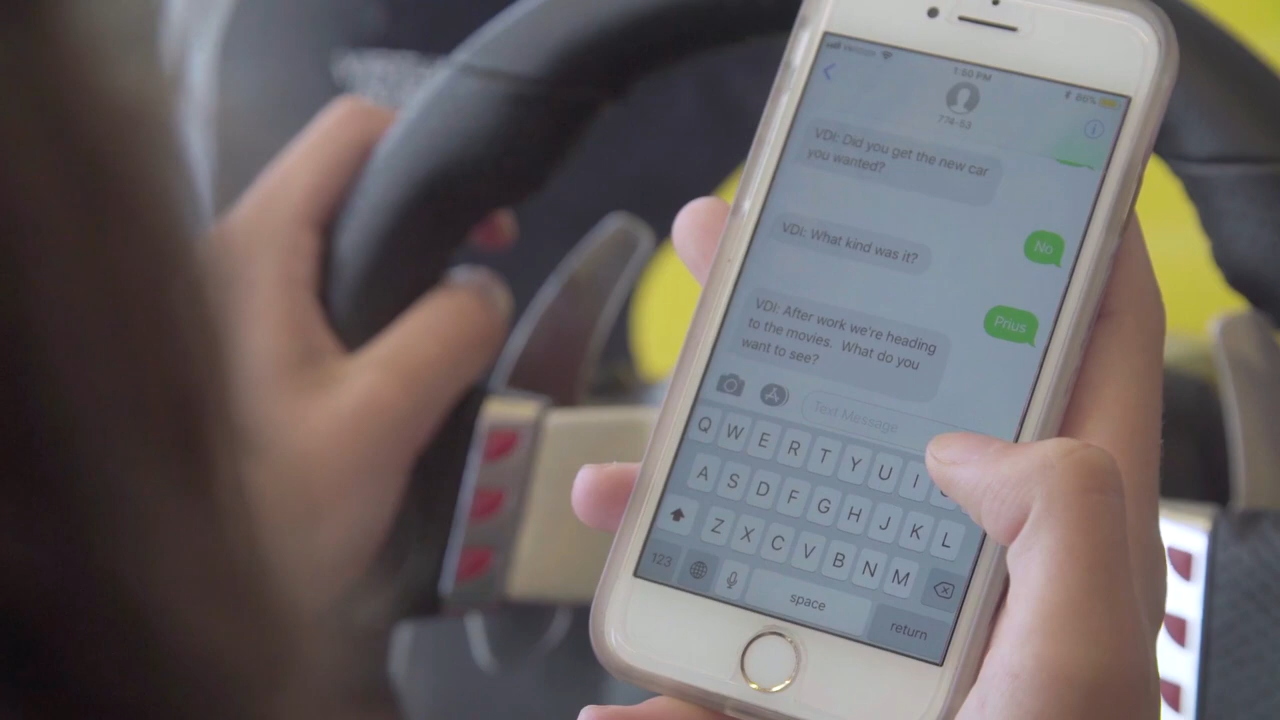 Verizon
1:50 PM
86%
774-53
VDI: Did you get the new car
you wanted?
No
VDI: What kind was it?
Prius
VDI: After work we're heading
to the movies. What do you
want to see?
Text Message
Q W E R T Y U I
A S D F G H J K L
Z X C V B N M
123
space
return